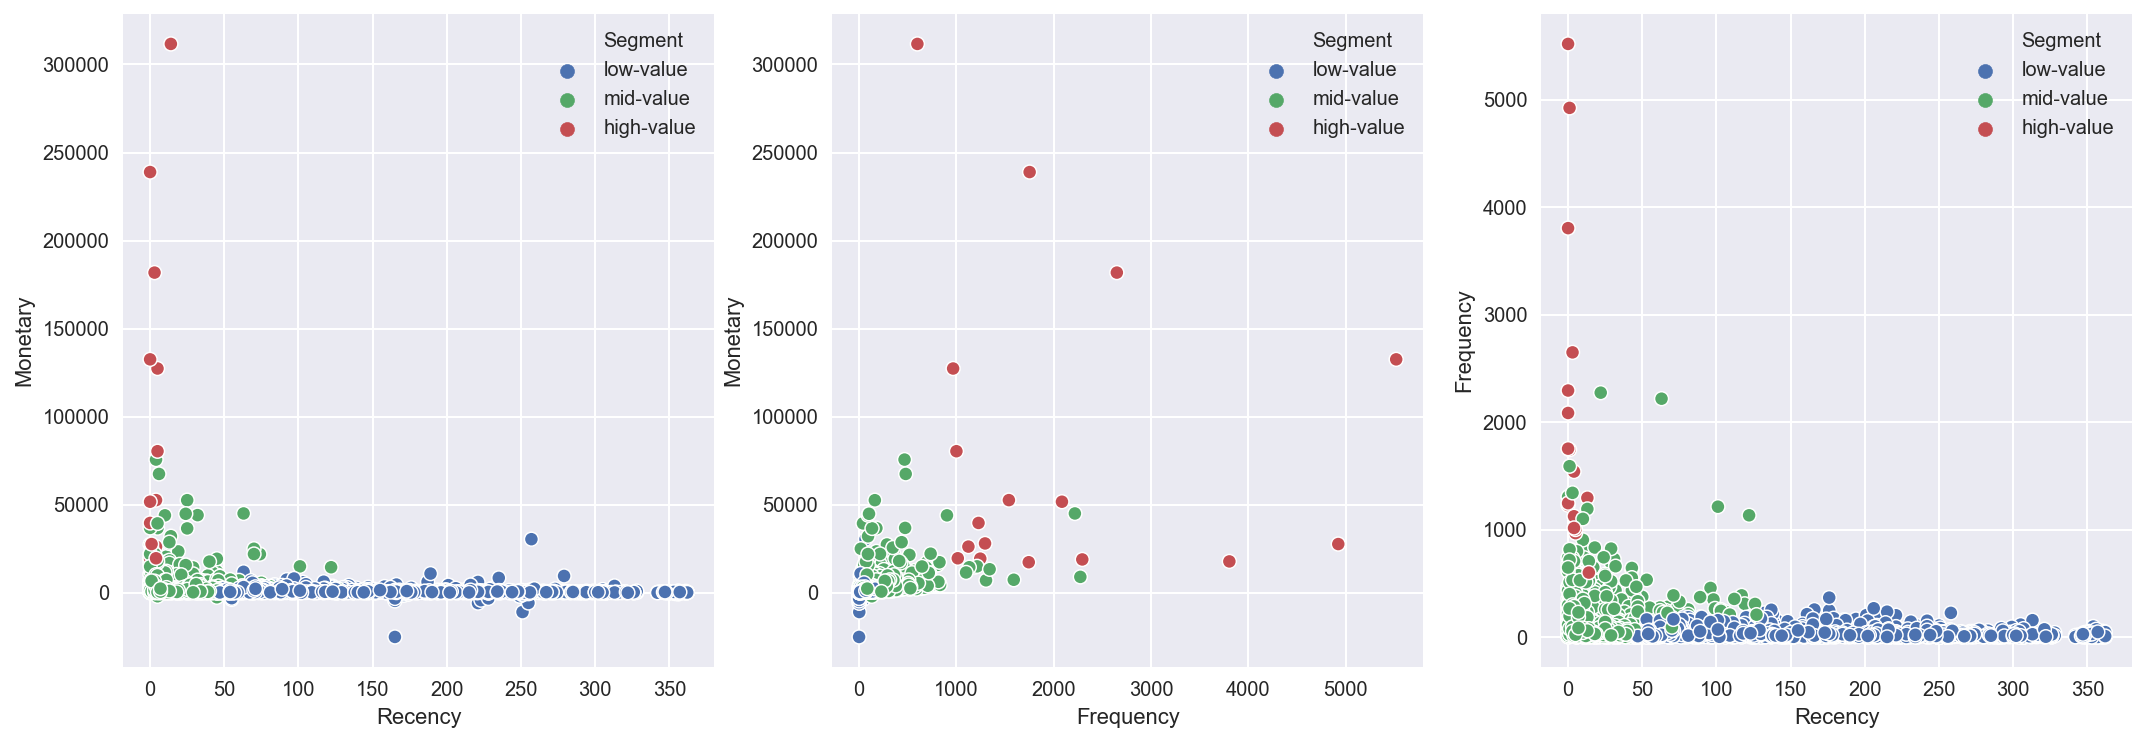 Segment
low-value
mid-value
high-value
300000
250000
200000
150000
100000
50000
0
Monetary
0 50 100 150 200 250 300 350
Recency
Segment
low-value
mid-value
high-value
300000
250000
200000
150000
100000
50000
0
Monetary
0 1000 2000 3000 4000 5000
Frequency
Segment
low-value
mid-value
high-value
5000
4000
3000
2000
1000
0
Frequency
0 50 100 150 200 250 300 350
Recency